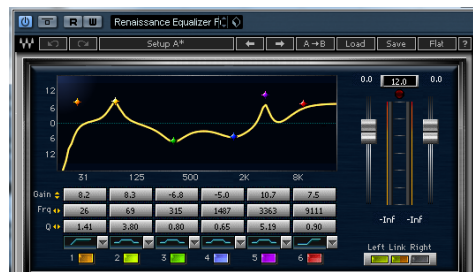 R W Renaissance Equalizer
Setup A* A→B Load Save Flat ?
12
6
0
6
12
31 125 500 2K 8K
Gain 8.2 8.3 -6.8 -5.0 10.7 7.5
Frq 26 69 315 1487 3363 9111
Q 1.41 3.80 0.80 0.65 5.19 0.90
1 2 3 4 5 6
0.0 12.0 0.0
-Inf -Inf
Left Link Right